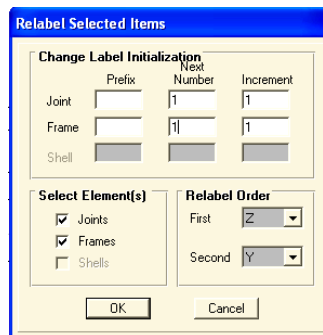 Relabel Selected Items
Change Label Initialization
Prefix Next Number Increment
Joint 1 1
Frame 1 1
Shell
Select Element(s)
Joints
Frames
Shells
Relabel Order
First Z
Second Y
OK Cancel